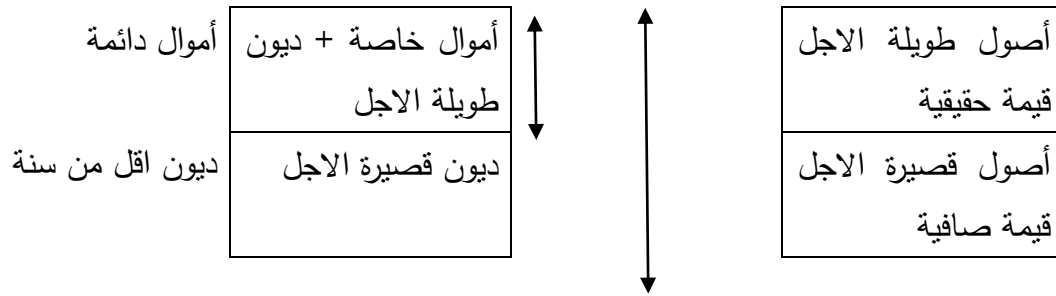 أصول طويلة الاجل
قيمة حقيقية
أصول قصيرة الاجل
قيمة صافية
أموال خاصة + ديون
طويلة الاجل
ديون قصيرة الاجل
أموال دائمة
ديون اقل من سنة